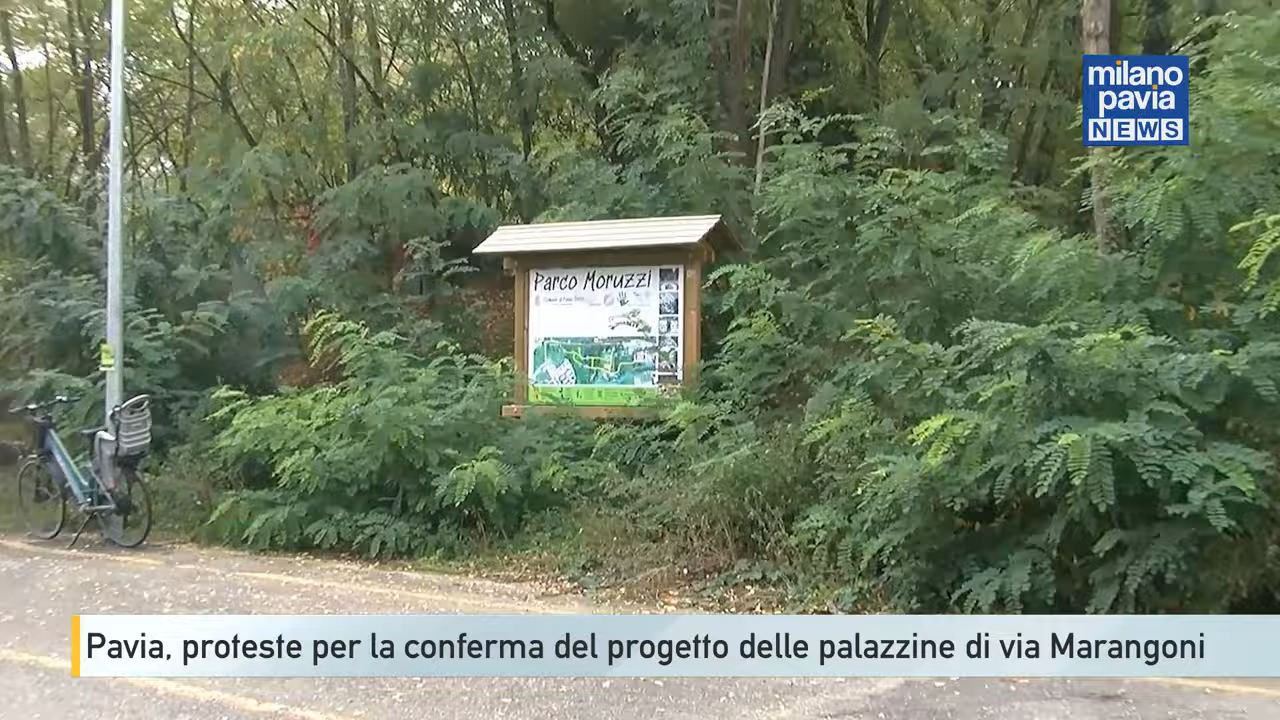 milano
pavia
NEWS
Parco Moruzzi
Pavia, proteste per la conferma del progetto delle palazzine di via Marangoni